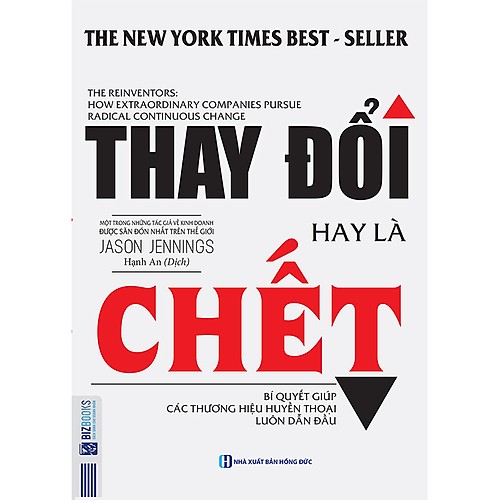 THE NEW YORK TIMES BEST - SELLER
THE REINVENTORS:
HOW EXTRAORDINARY COMPANIES PURSUE
RADICAL CONTINUOUS CHANGE
THAY ĐỔI
MỘT TRONG NHỮNG TÁC GIẢ VỀ KINH DOANH
ĐƯỢC SĂN ĐÓN NHẤT TRÊN THẾ GIỚI
JASON JENNINGS
Hạnh An (Dịch)
HAY LÀ
CHẾT
BÍ QUYẾT GIÚP
CÁC THƯƠNG HIỆU HUYỀN THOẠI
LUÔN DẪN ĐẦU
BIZBOOKS
NHÀ XUẤT BẢN HỒNG ĐỨC